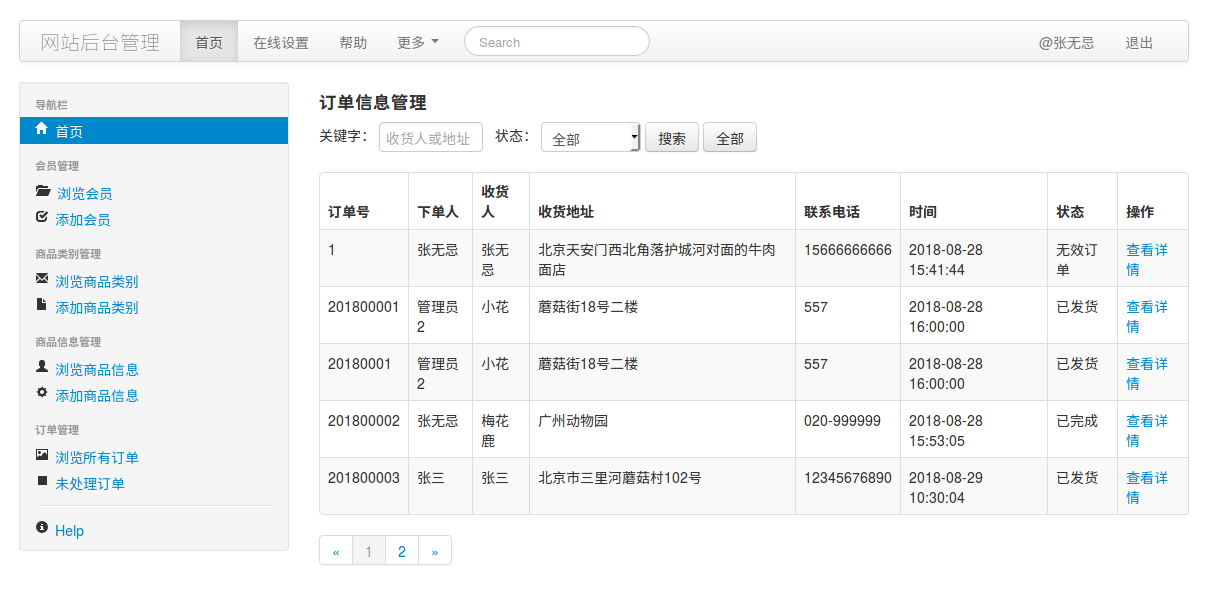 网站后台管理 首页 在线设置 帮助 更多 Search @张无忌 退出
导航栏
首页
会员管理
浏览会员
添加会员
商品类别管理
浏览商品类别
添加商品类别
商品信息管理
浏览商品信息
添加商品信息
订单管理
浏览所有订单
未处理订单
Help
订单信息管理
关键字： 收货人或地址 状态： 全部 搜索 全部
订单号 下单人 收货 收货地址 联系电话 时间 状态 操作
人
1 张无忌 张无 北京天安门西北角落护城河对面的牛肉 15666666666 2018-08-28 无效订 查看详
忌 面店 15:41:44 单 情
201800001 管理员 小花 蘑菇街18号二楼 557 2018-08-28 已发货 查看详
2 16:00:00 情
20180001 管理员 小花 蘑菇街18号二楼 557 2018-08-28 已发货 查看详
2 16:00:00 情
201800002 张无忌 梅花 广州动物园 020-999999 2018-08-28 已完成 查看详
鹿 15:53:05 情
201800003 张三 张三 北京市三里河蘑菇村102号 12345676890 2018-08-29 已发货 查看详
10:30:04 情
« 1 2 »